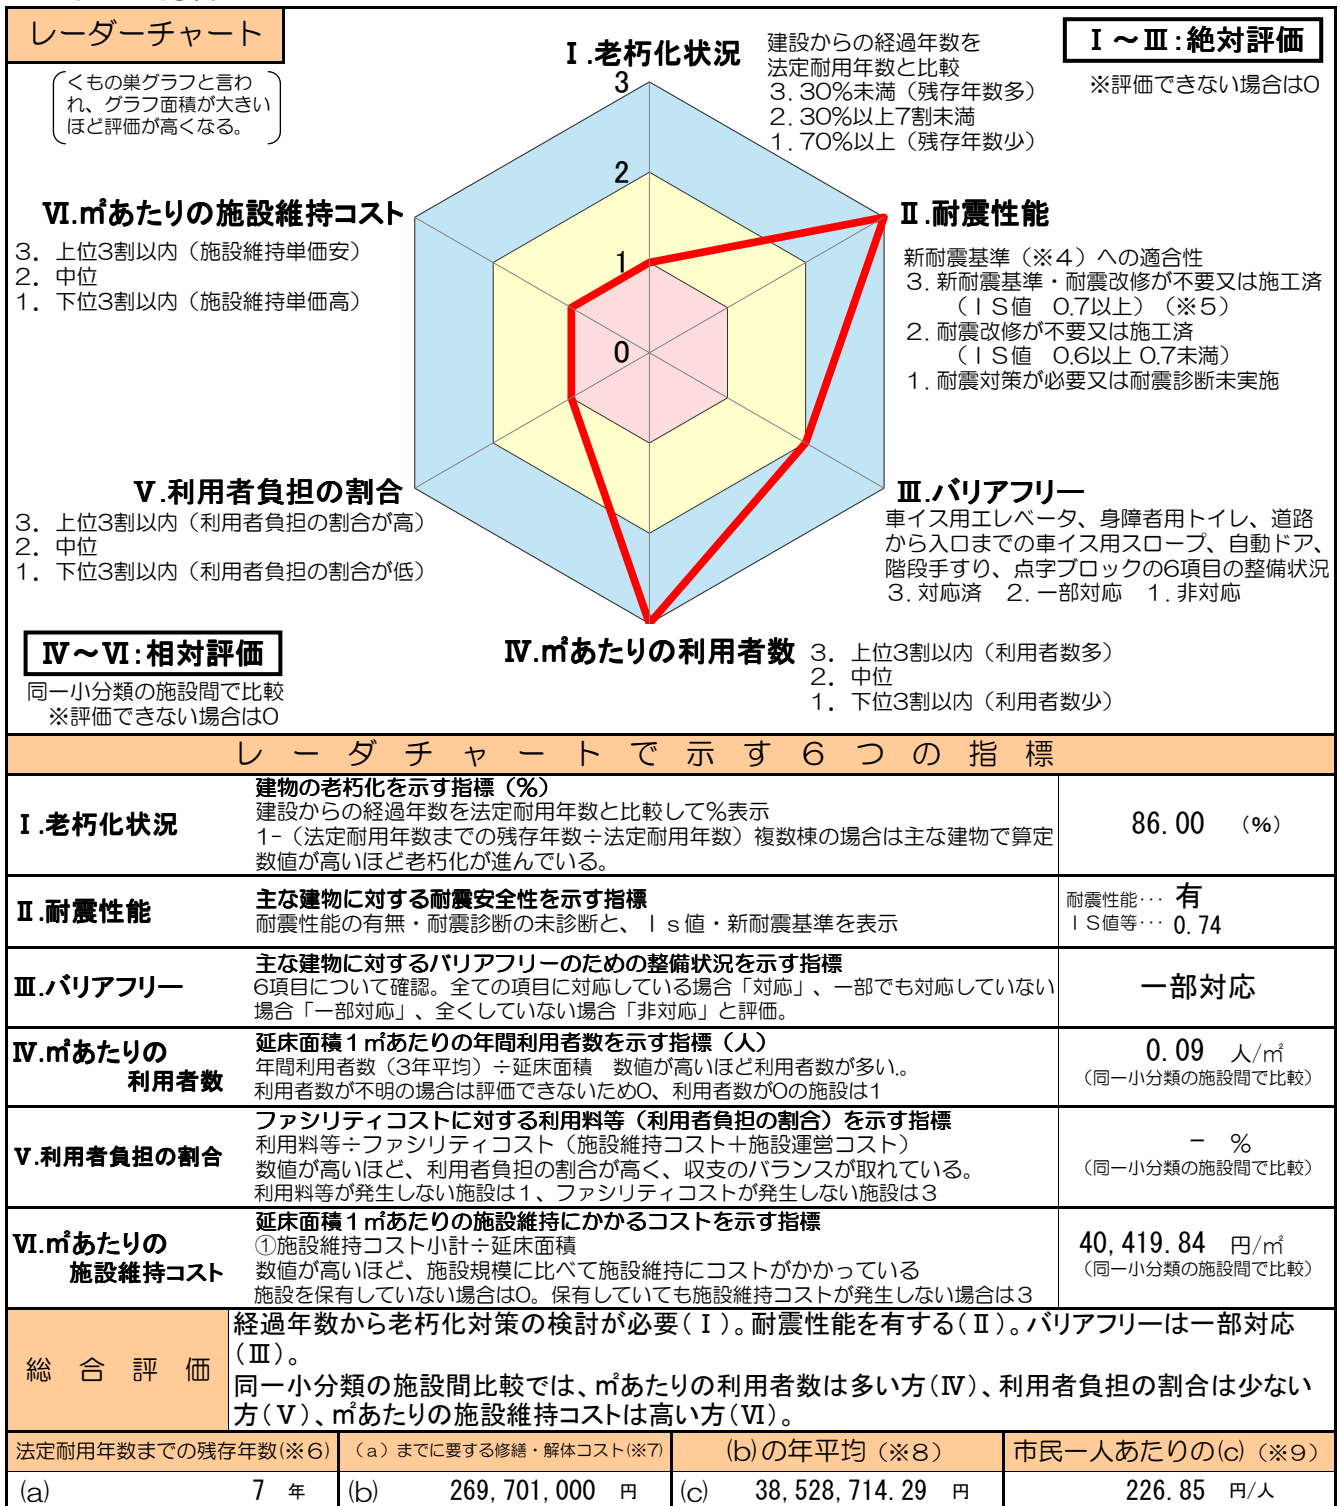 レーダーチャート
くもの巣グラフと言わ
れ、グラフ面積が大きい
ほど評価が高くなる。
Ⅰ～Ⅲ：絶対評価
※評価できない場合は0
Ⅰ.老朽化状況
建設からの経過年数を
法定耐用年数と比較
3．30％未満（残存年数多）
2．30％以上7割未満
1．70％以上（残存年数少）
3
2
1
0
Ⅵ.㎡あたりの施設維持コスト
3．上位3割以内（施設維持単価安）
2．中位
1．下位3割以内（施設維持単価高）
Ⅱ.耐震性能
新耐震基準（※4）への適合性
3．新耐震基準・耐震改修が不要又は施工済
（ＩＳ値　0.7以上）（※5）
2．耐震改修が不要又は施工済
（ＩＳ値　0.6以上 0.7未満）
1．耐震対策が必要又は耐震診断未実施
Ⅴ.利用者負担の割合
3．上位3割以内（利用者負担の割合が高）
2．中位
1．下位3割以内（利用者負担の割合が低）
Ⅲ.バリアフリー
車イス用エレベータ、身障者用トイレ、道路
から入口までの車イス用スロープ、自動ドア、
階段手すり、点字ブロックの6項目の整備状況
3．対応済　2．一部対応　1．非対応
Ⅳ～Ⅵ：相対評価
同一小分類の施設間で比較
※評価できない場合は0
Ⅳ.㎡あたりの利用者数
3．上位3割以内（利用者数多）
2．中位
1．下位3割以内（利用者数少）
レーダチャートで示す6つの指標
Ⅰ.老朽化状況
建物の老朽化を示す指標（％）
建設からの経過年数を法定耐用年数と比較して％表示
1-（法定耐用年数までの残存年数÷法定耐用年数）複数棟の場合は主な建物で算定
数値が高いほど老朽化が進んでいる。
86.00　（％）
Ⅱ.耐震性能
主な建物に対する耐震安全性を示す指標
耐震性能の有無・耐震診断の未診断と、Ｉｓ値・新耐震基準を表示
耐震性能… 有
ＩＳ値等… 0.74
Ⅲ.バリアフリー
主な建物に対するバリアフリーのための整備状況を示す指標
6項目について確認。全ての項目に対応している場合「対応」、一部でも対応していない
場合「一部対応」、全くしていない場合「非対応」と評価。
一部対応
Ⅳ.㎡あたりの
利用者数
延床面積１㎡あたりの年間利用者数を示す指標（人）
年間利用者数（3年平均）÷延床面積　数値が高いほど利用者数が多い。
利用者数が不明の場合は評価できないため0、利用者数が0の施設は1
0.09　人/㎡
（同一小分類の施設間で比較）
Ⅴ.利用者負担の割合
ファシリティコストに対する利用料等（利用者負担の割合）を示す指標
利用料等÷ファシリティコスト（施設維持コスト＋施設運営コスト）
数値が高いほど、利用者負担の割合が高く、収支のバランスが取れている。
利用料等が発生しない施設は１、ファシリティコストが発生しない施設は３
－　％
（同一小分類の施設間で比較）
Ⅵ.㎡あたりの
施設維持コスト
延床面積１㎡あたりの施設維持にかかるコストを示す指標
①施設維持コスト小計÷延床面積
数値が高いほど、施設規模に比べて施設維持にコストがかかっている
施設を保有していない場合は0。保有していても施設維持コストが発生しない場合は３
40,419.84　円/㎡
（同一小分類の施設間で比較）
総合評価
経過年数から老朽化対策の検討が必要(Ⅰ)。耐震性能を有する(Ⅱ)。バリアフリーは一部対応
(Ⅲ)。
同一小分類の施設間比較では、㎡あたりの利用者数は多い方(Ⅳ)、利用者負担の割合は少ない
方(Ⅴ)、㎡あたりの施設維持コストは高い方(Ⅵ)。
法定耐用年数までの残存年数(※6)
（a）までに要する修繕・解体コスト(※7)
(b)の年平均（※8）
市民一人あたりの(c)（※9）
(a)　7　年
(b)　269,701,000　円
(c)　38,528,714.29　円
226.85　円/人